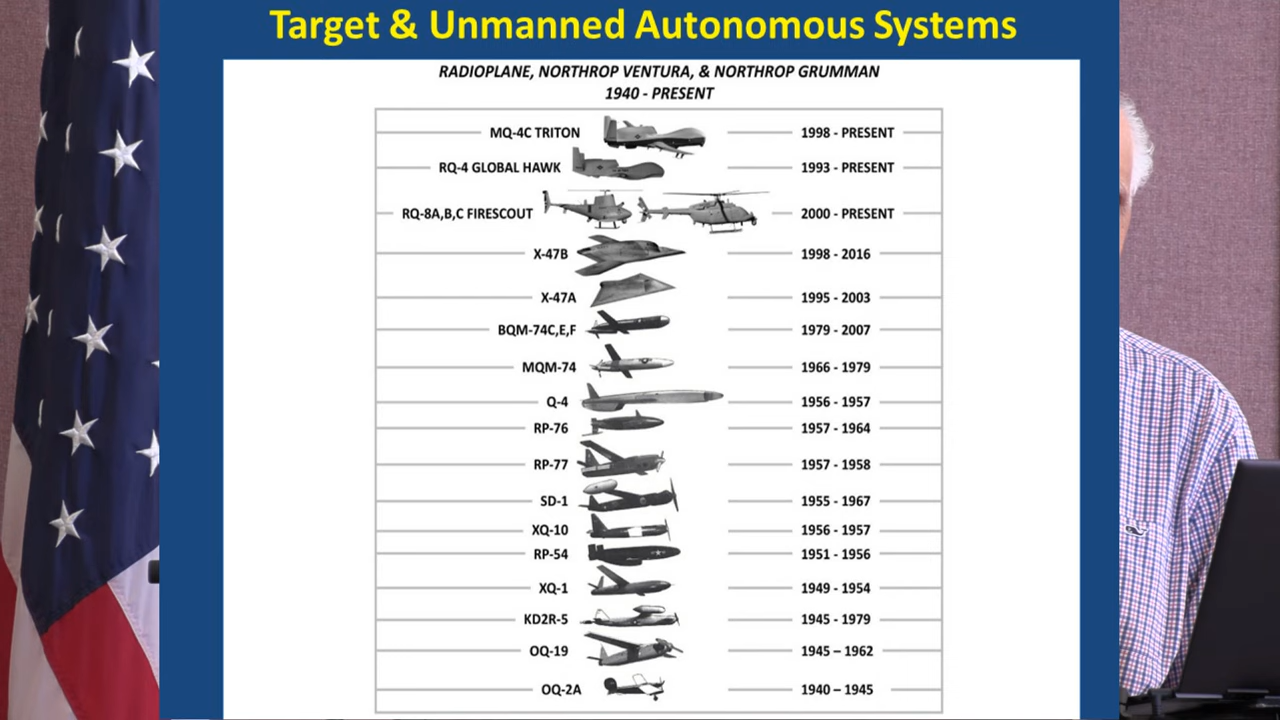 Target & Unmanned Autonomous Systems
RADIOPLANE, NORTHROP VENTURA, & NORTHROP GRUMMAN
1940 - PRESENT
MQ-4C TRITON 1998 - PRESENT
RQ-4 GLOBAL HAWK 1993 - PRESENT
RQ-8A,B,C FIRESCOUT 2000 - PRESENT
X-47B 1998 - 2016
X-47A 1995 - 2003
BQM-74C,E,F 1979 - 2007
MQM-74 1966 - 1979
Q-4 1956 - 1957
RP-76 1957 - 1964
RP-77 1957 - 1958
SD-1 1955 - 1967
XQ-10 1956 - 1957
RP-54 1951 - 1956
XQ-1 1949 - 1954
KD2R-5 1945 - 1979
OQ-19 1945 – 1962
OQ-2A 1940 – 1945